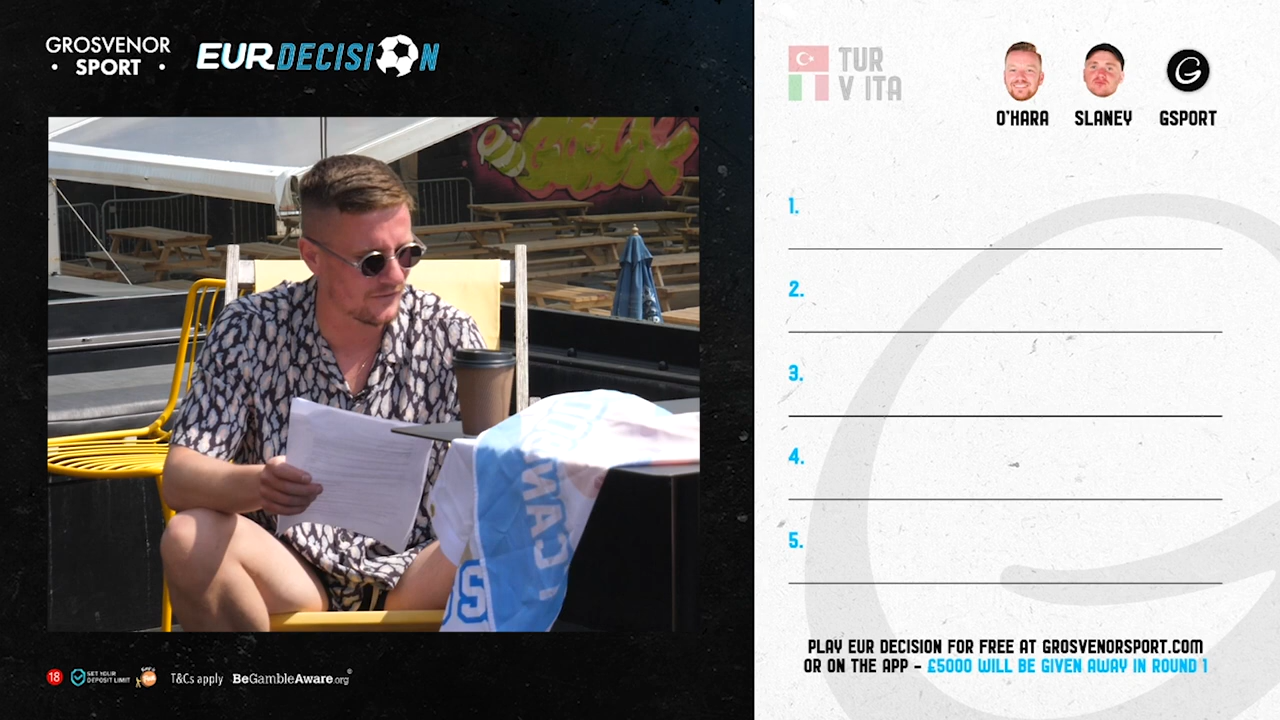 GROSVENOR
· SPORT ·
EUR DECISION
TUR
V ITA
O'HARA
SLANEY
GSPORT
1.
2.
3.
4.
5.
PLAY EUR DECISION FOR FREE AT GROSVENORSPORT.COM
OR ON THE APP - £5000 WILL BE GIVEN AWAY IN ROUND 1
18
SET YOUR
DEPOSIT LIMIT
T&Cs apply
BeGambleAware.org®